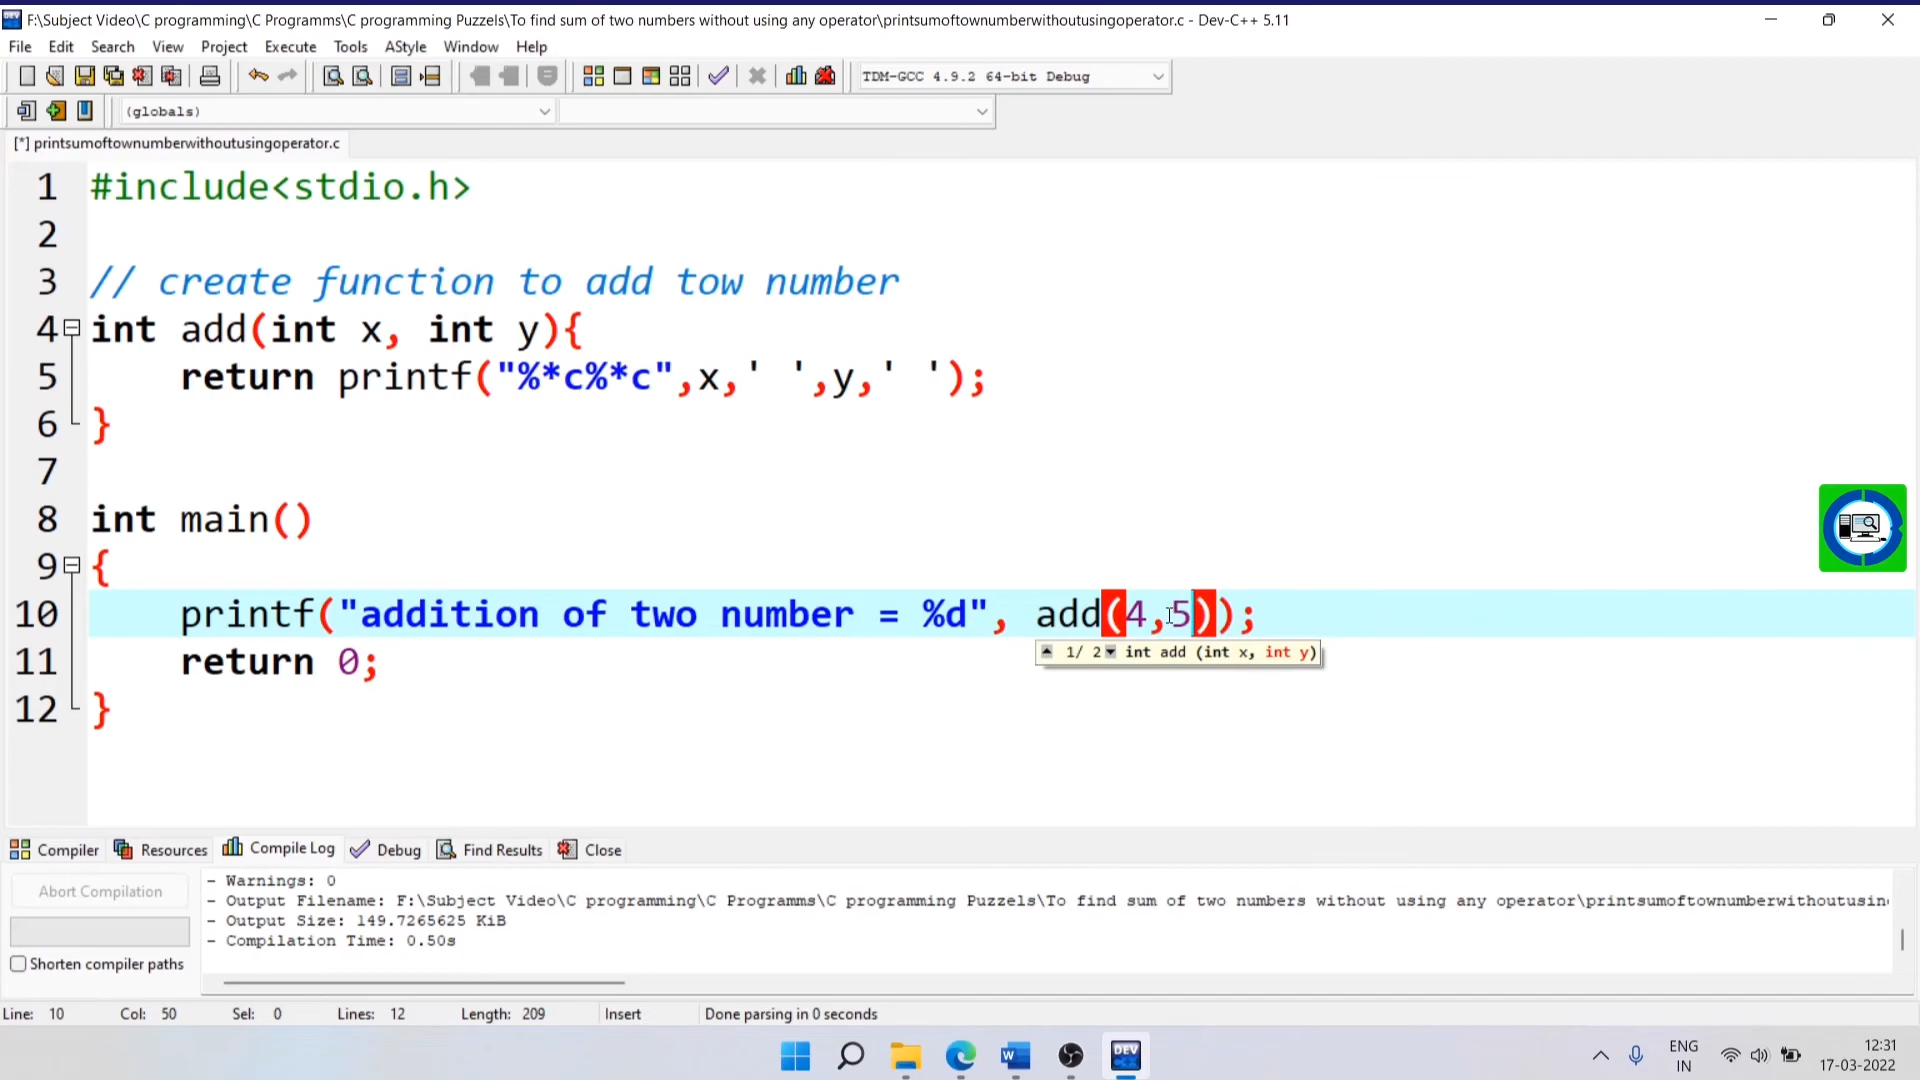 F:\Subject Video\C programming\C Programms\C programming Puzzels\To find sum of two numbers without using any operator\printsumoftownumberwithoutusingoperator.c - Dev-C++ 5.11
File Edit Search View Project Execute Tools AStyle Window Help
TDM-GCC 4.9.2 64-bit Debug
(globals)
[*] printsumoftownumberwithoutusingoperator.c
1 #include<stdio.h>
2
3 // create function to add tow number
4 int add(int x, int y){
5 return printf("%*c%*c",x,' ',y,' ');
6 }
7
8 int main()
9 {
10 printf("addition of two number = %d", add(4,5));
1/ 2 int add (int x, int y)
11 return 0;
12 }
Compiler Resources Compile Log Debug Find Results Close
Abort Compilation
Shorten compiler paths
- Warnings: 0
- Output Filename: F:\Subject Video\C programming\C Programms\C programming Puzzels\To find sum of two numbers without using any operator\printsumoftownumberwithoutusin
- Output Size: 149.7265625 KiB
- Compilation Time: 0.50s
Line: 10 Col: 50 Sel: 0 Lines: 12 Length: 209 Insert Done parsing in 0 seconds
DEV
ENG
IN
12:31
17-03-2022